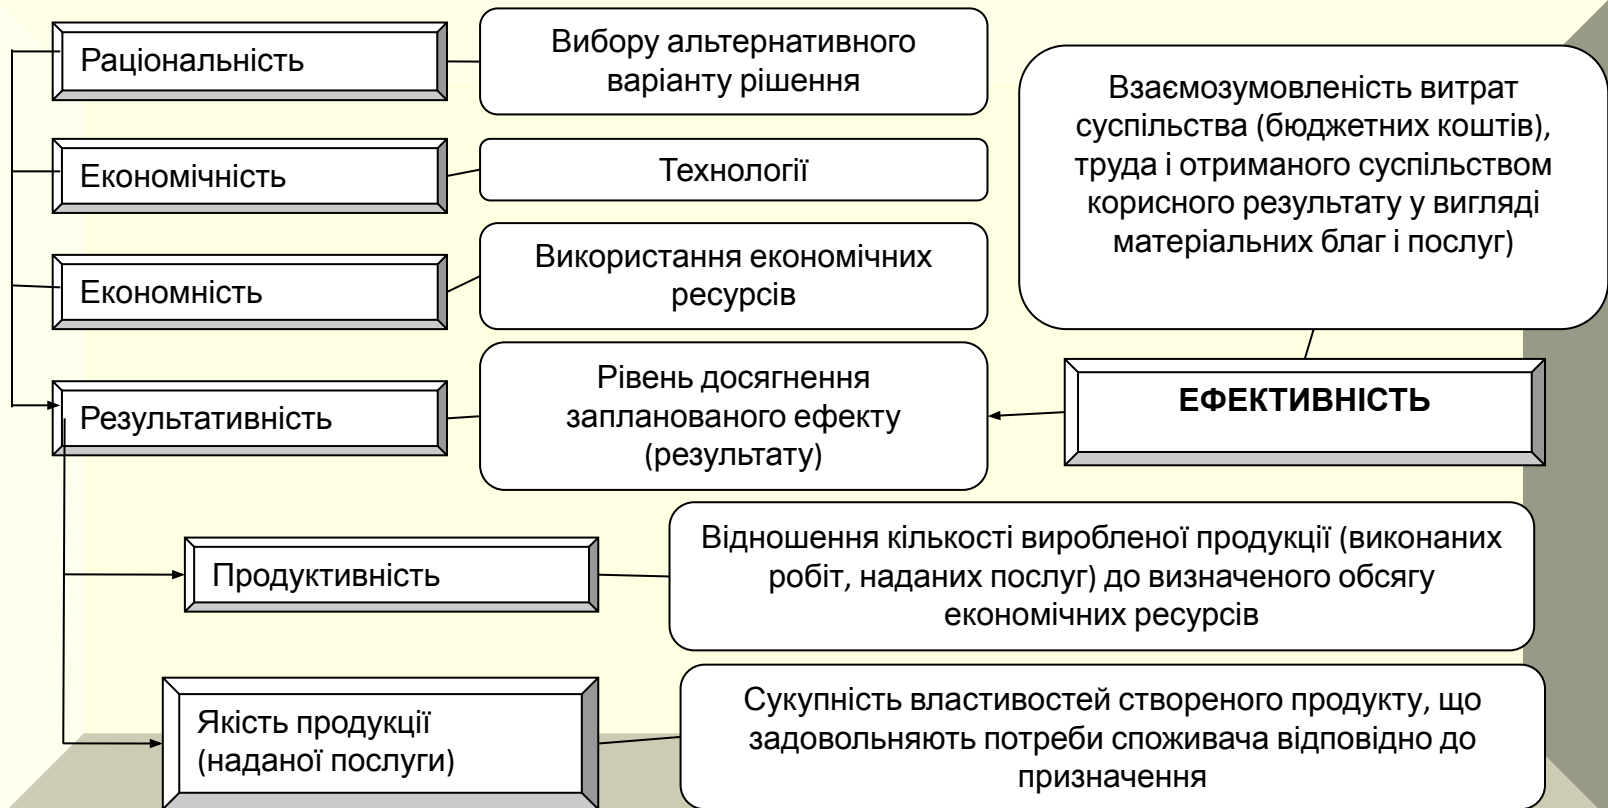 Раціональність
Вибору альтернативного
варіанту рішення
Економічність
Технології
Економність
Використання економічних
ресурсів
Результативність
Рівень досягнення
запланованого ефекту
(результату)
Взаємозумовленість витрат
суспільства (бюджетних коштів),
труда і отриманого суспільством
корисного результату у вигляді
матеріальних благ і послуг)
ЕФЕКТИВНІСТЬ
Продуктивність
Відношення кількості виробленої продукції (виконаних
робіт, наданих послуг) до визначеного обсягу
економічних ресурсів
Якість продукції
(наданої послуги)
Сукупність властивостей створеного продукту, що
задовольняють потреби споживача відповідно до
призначення